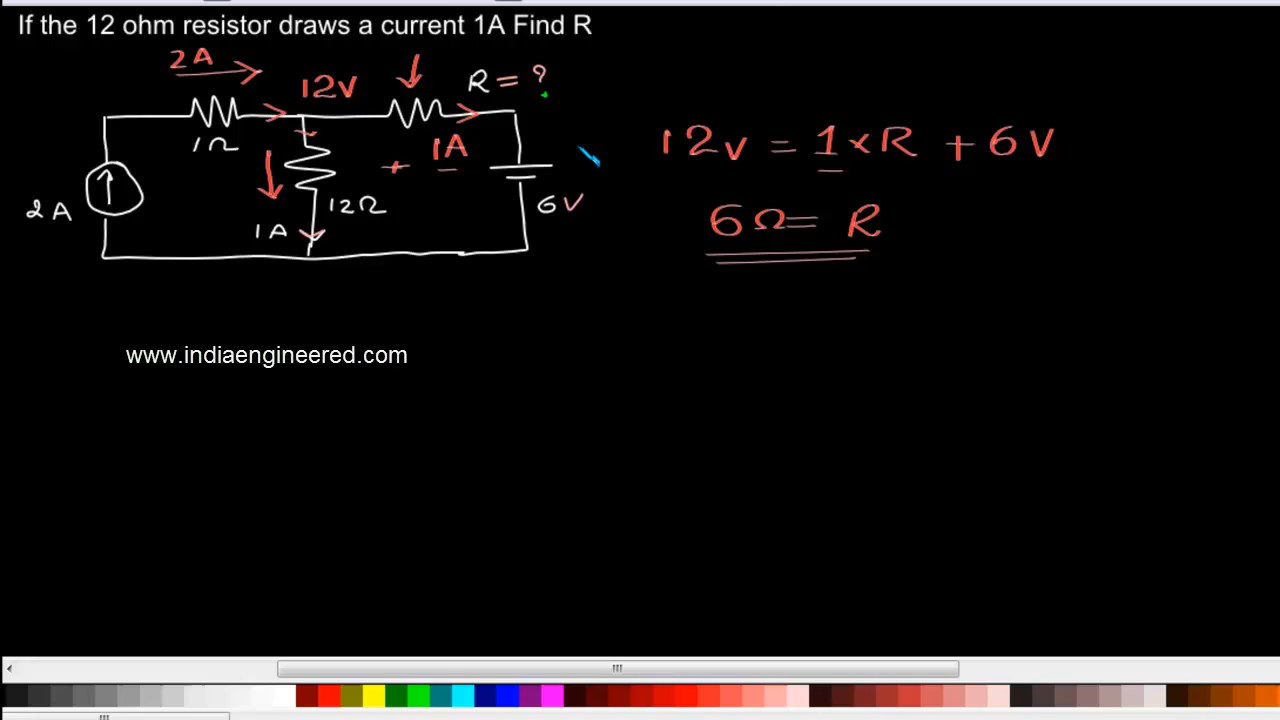 If the 12 ohm resistor draws a current 1A Find R
2A
12V
R = ?
1Ω
1A
12Ω
2A
6V
1A
12V = 1 × R + 6V
6Ω = R
www.indiaengineered.com